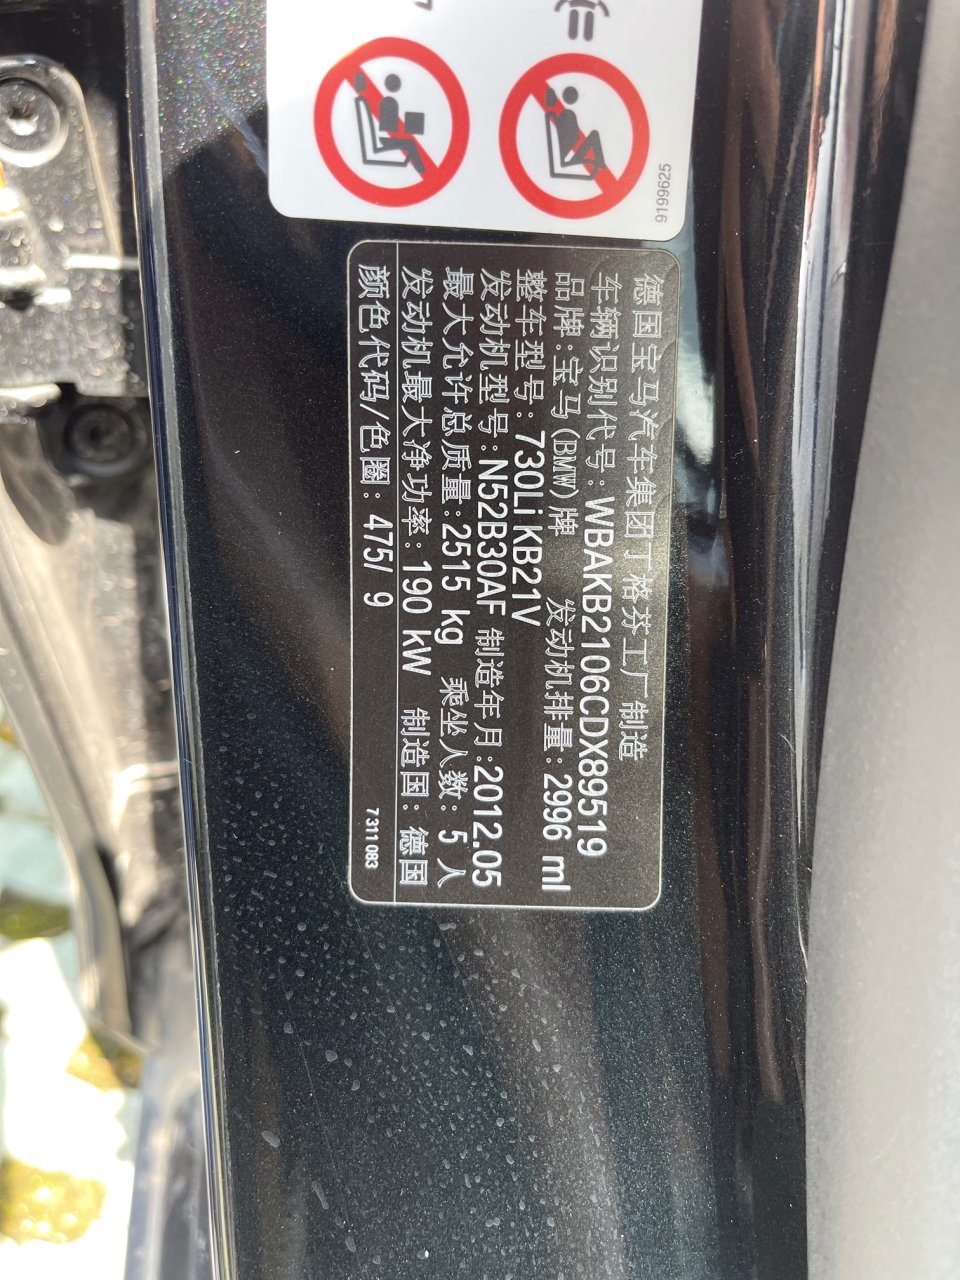 9199625
德国宝马汽车集团丁格芬工厂制造
车辆识别代号:WBAKB2106CDX89519
品牌:宝马(BMW)牌 发动机排量: 2996 ml
整车型号: 730Li KB21V
发动机型号:N52B30AF 制造年月:2012.05
最大允许总质量:2515 kg 乘坐人数: 5 人
发动机最大净功率: 190 kW 制造国: 德国
颜色代码/色圈: 475/ 9
7311 083